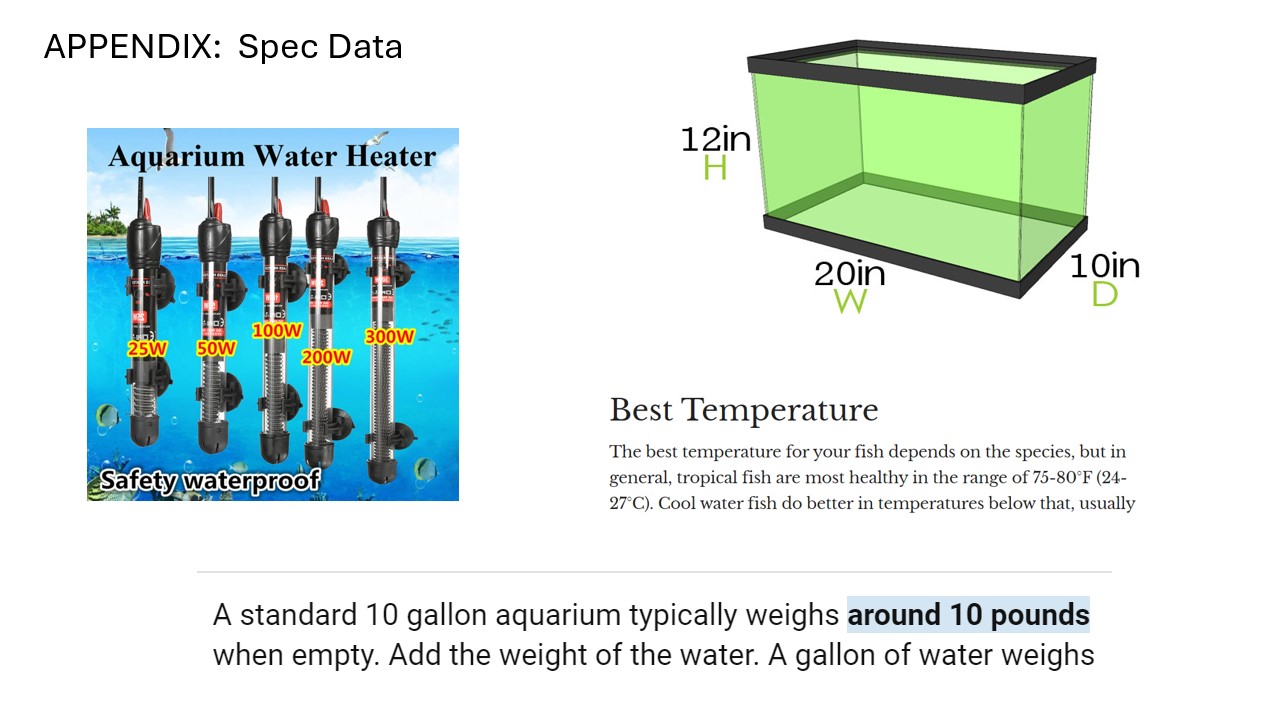 APPENDIX: Spec Data
Aquarium Water Heater
25W
50W
100W
200W
300W
Safety waterproof
12in
H
20in
W
10in
D
Best Temperature
The best temperature for your fish depends on the species, but in
general, tropical fish are most healthy in the range of 75-80°F (24-
27°C). Cool water fish do better in temperatures below that, usually
A standard 10 gallon aquarium typically weighs around 10 pounds
when empty. Add the weight of the water. A gallon of water weighs